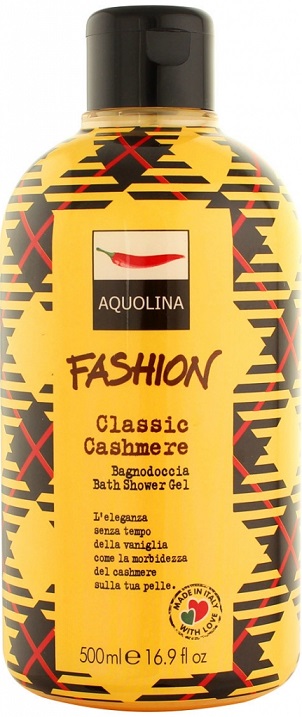 AQUOLINA
FASHION
Classic
Cashmere
Bagnodoccia
Bath Shower Gel
L'eleganza
senza tempo
della vaniglia
come la morbidezza
del cashmere
sulla tua pelle.
MADE IN ITALY
WITH LOVE
500ml e 16.9 fl oz